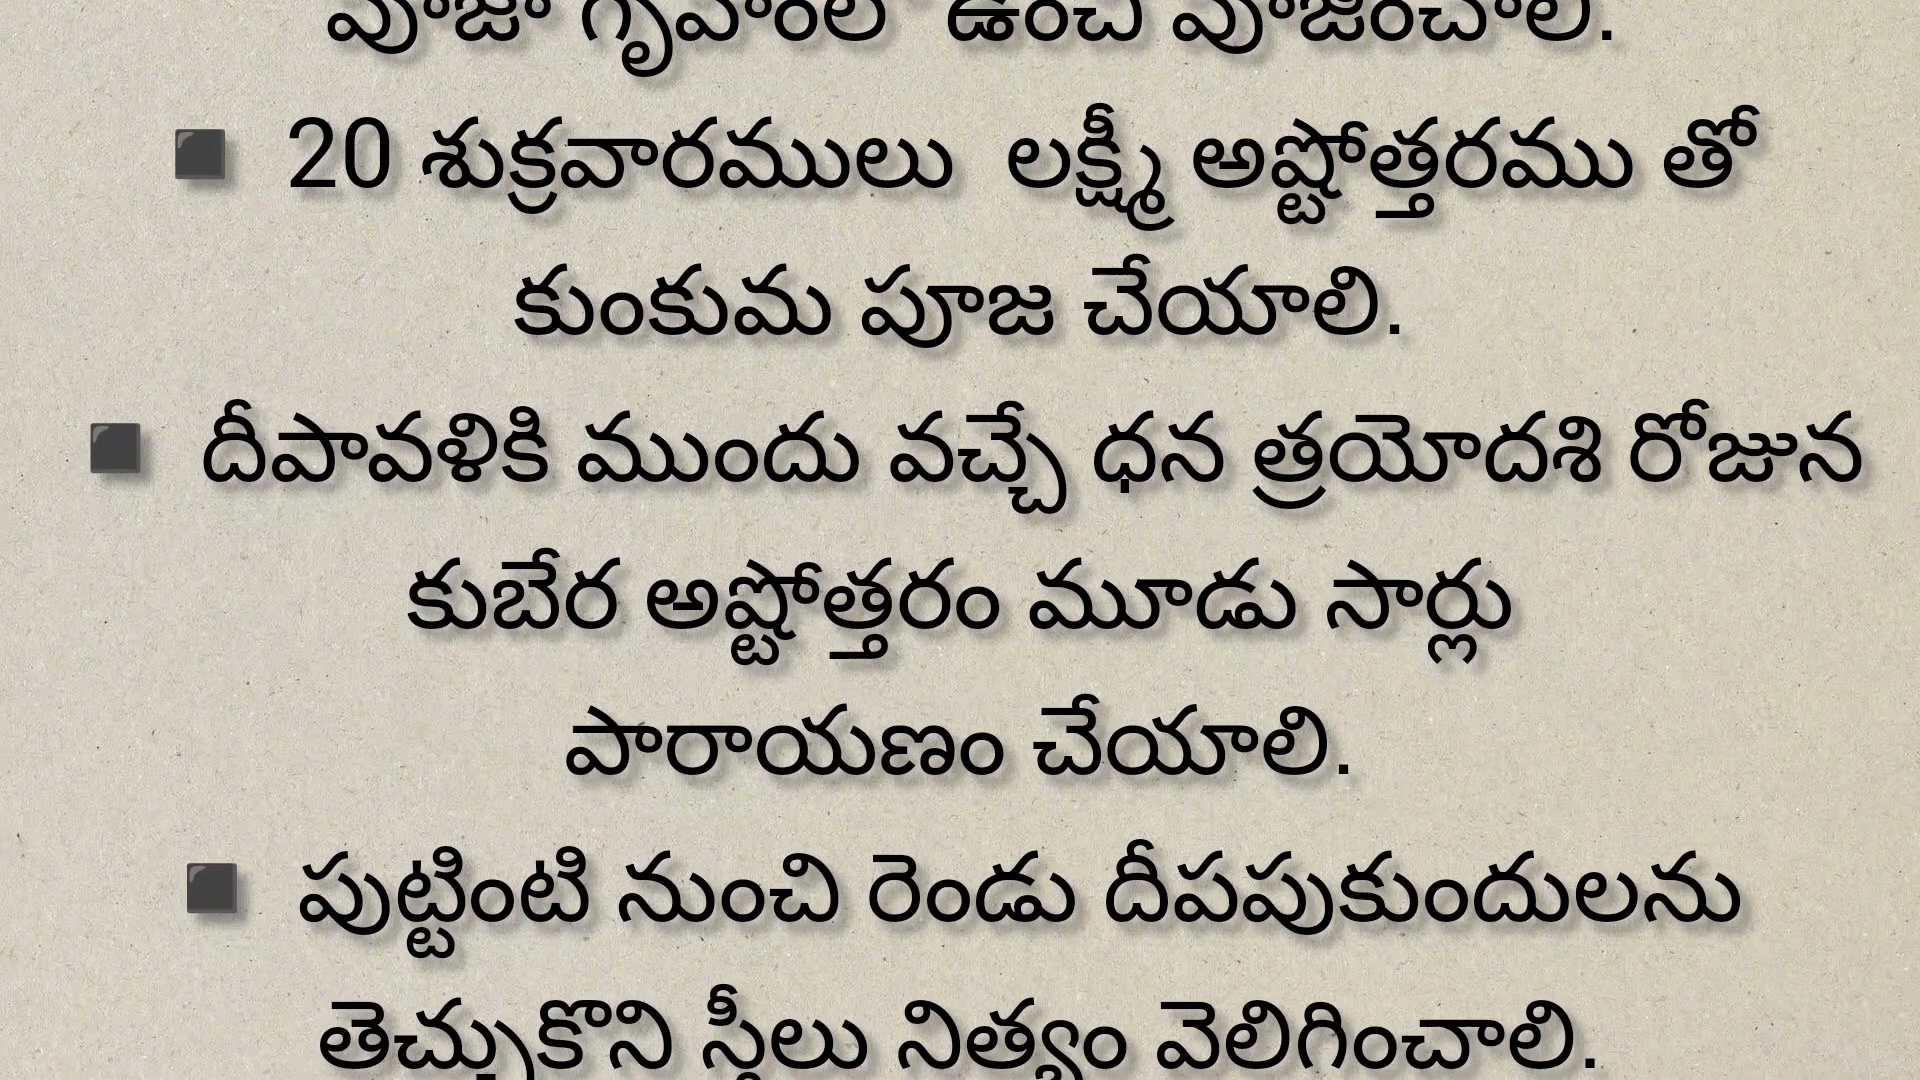 పూజా గృహంలో ఉంచి పూజించాలి.
▪ 20 శుక్రవారములు లక్ష్మీ అష్టోత్తరము తో
కుంకుమ పూజ చేయాలి.
▪ దీపావళికి ముందు వచ్చే ధన త్రయోదశి రోజున
కుబేర అష్టోత్తరం మూడు సార్లు
పారాయణం చేయాలి.
▪ పుట్టింటి నుంచి రెండు దీపపుకుందులను
తెచ్చుకొని స్త్రీలు నిత్యం వెలిగించాలి.